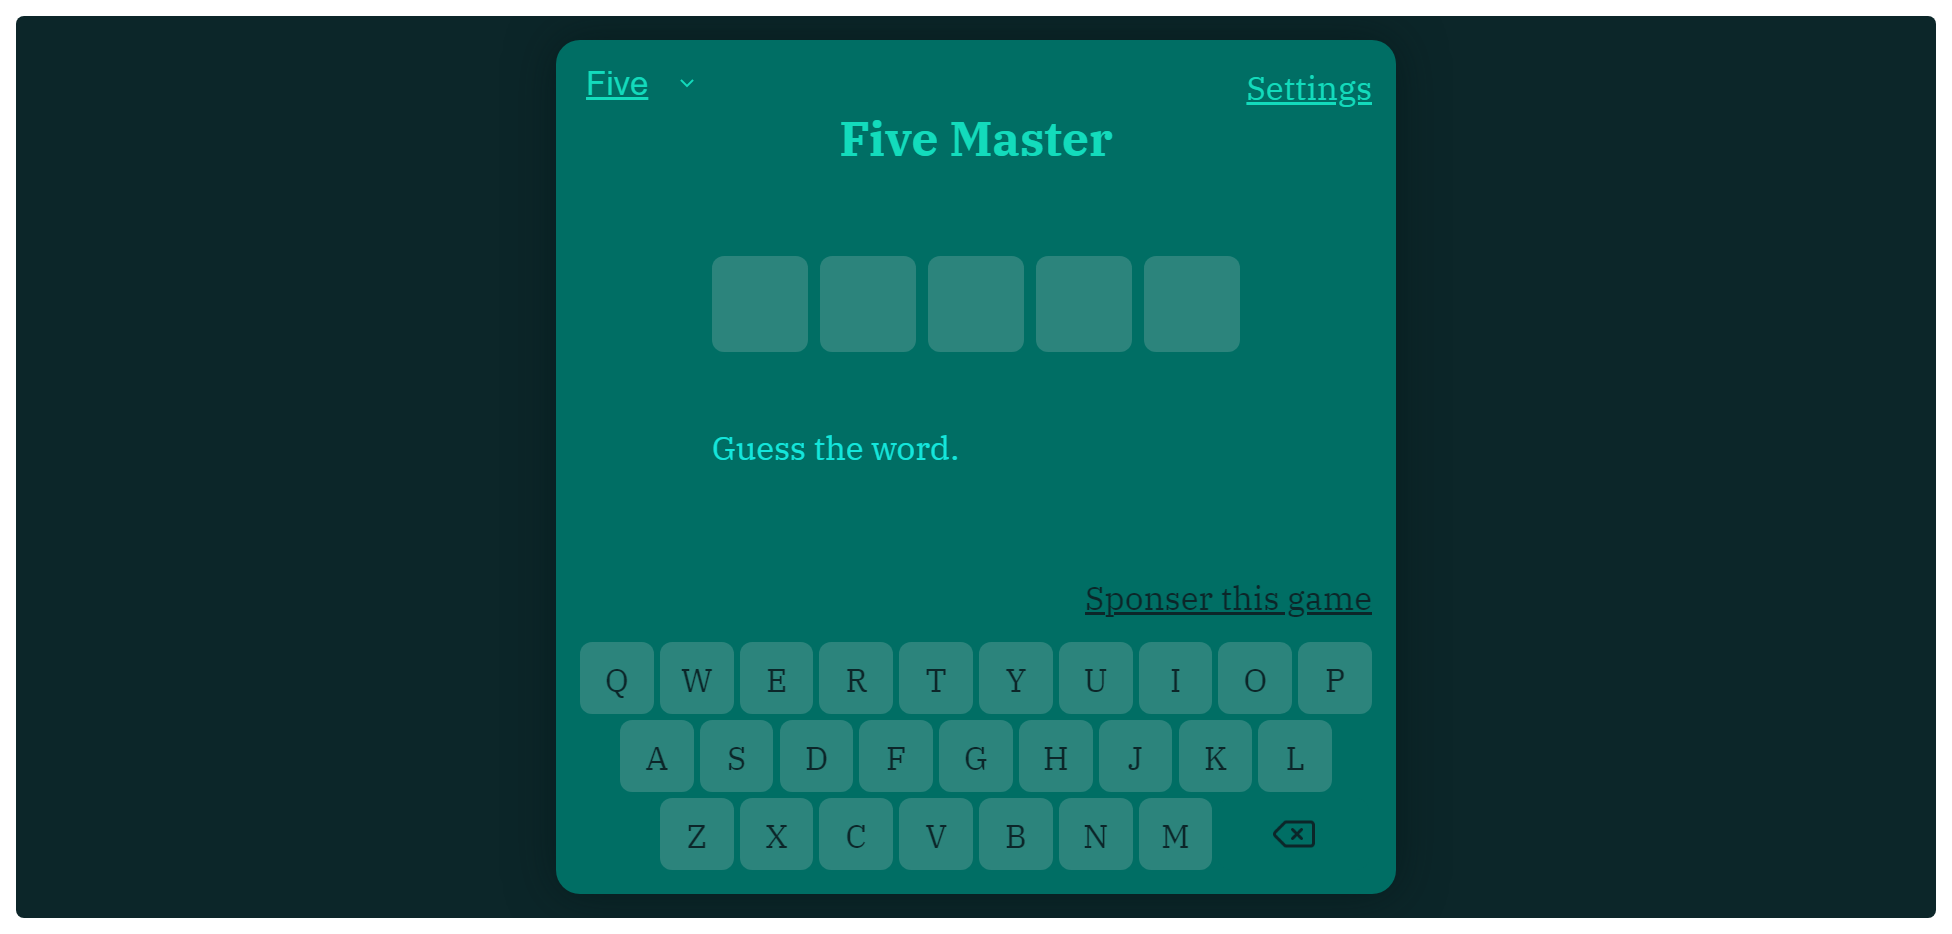 Five
Settings
Five Master
Guess the word.
Sponser this game
Q W E R T Y U I O P
A S D F G H J K L
Z X C V B N M